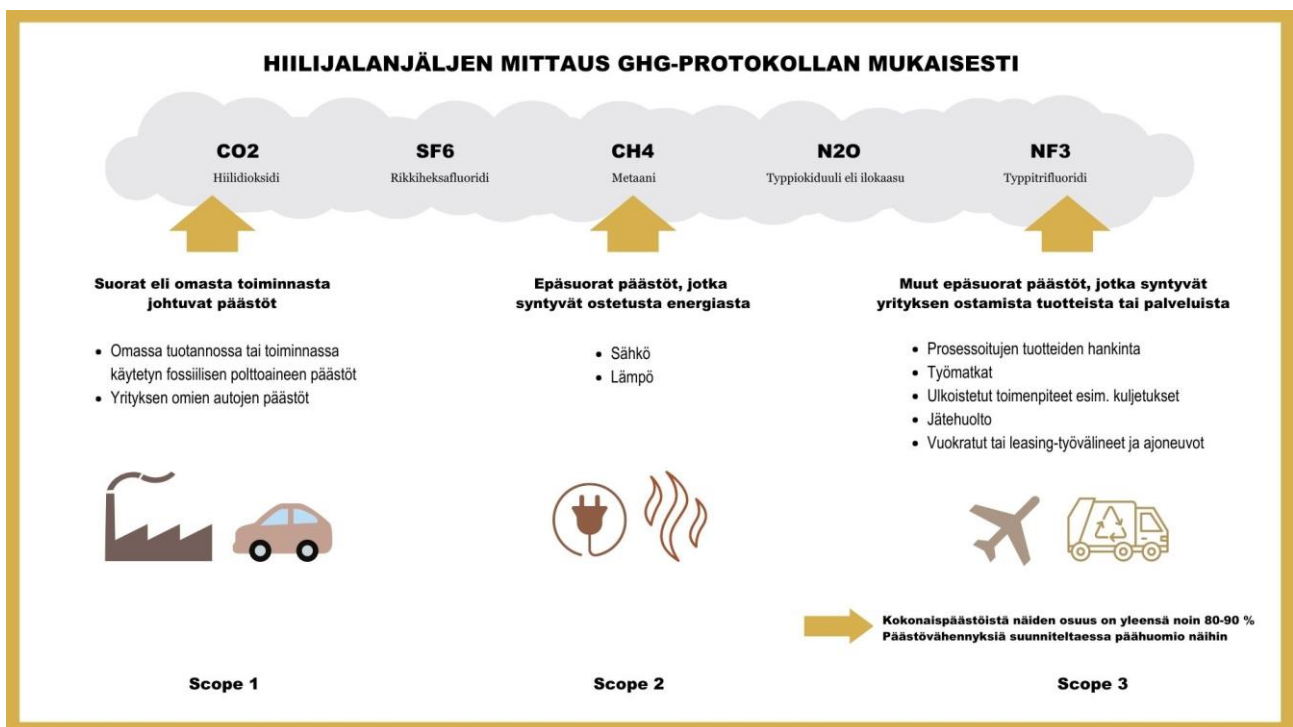 HIILIJALANJÄLJEN MITTAUS GHG-PROTOKOLLAN MUKAISESTI
CO2
Hiilidioksidi
SF6
Rikkiheksafluoridi
CH4
Metaani
N2O
Typpiokiduuli eli ilokaasu
NF3
Typpitrifluoridi
Suorat eli omasta toiminnasta
johtuvat päästöt
• Omassa tuotannossa tai toiminnassa
käytetyn fossiilisen polttoaineen päästöt
• Yrityksen omien autojen päästöt
Scope 1
Epäsuorat päästöt, jotka
syntyvät ostetusta energiasta
• Sähkö
• Lämpö
Scope 2
Muut epäsuorat päästöt, jotka syntyvät
yrityksen ostamista tuotteista tai palveluista
• Prosessoitujen tuotteiden hankinta
• Työmatkat
• Ulkoistetut toimenpiteet esim. kuljetukset
• Jätehuolto
• Vuokratut tai leasing-työvälineet ja ajoneuvot
Kokonaispäästöistä näiden osuus on yleensä noin 80-90 %
Päästövähennyksiä suunniteltaessa päähuomio näihin
Scope 3